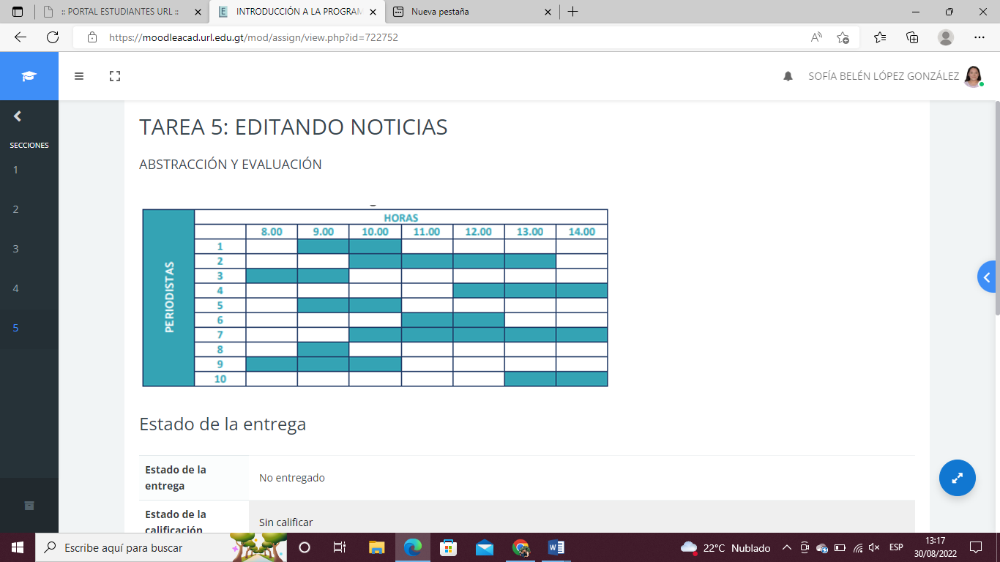 :: PORTAL ESTUDIANTES URL ::
INTRODUCCIÓN A LA PROGRAM
Nueva pestaña
https://moodleacad.url.edu.gt/mod/assign/view.php?id=722752
SOFÍA BELÉN LÓPEZ GONZÁLEZ
SECCIONES
1
2
3
4
5
TAREA 5: EDITANDO NOTICIAS
ABSTRACCIÓN Y EVALUACIÓN
PERIODISTAS
HORAS
8.00 9.00 10.00 11.00 12.00 13.00 14.00
1
2
3
4
5
6
7
8
9
10
Estado de la entrega
Estado de la
entrega
No entregado
Estado de la
calificación
Sin calificar
Escribe aquí para buscar
22°C Nublado
ESP
13:17
30/08/2022